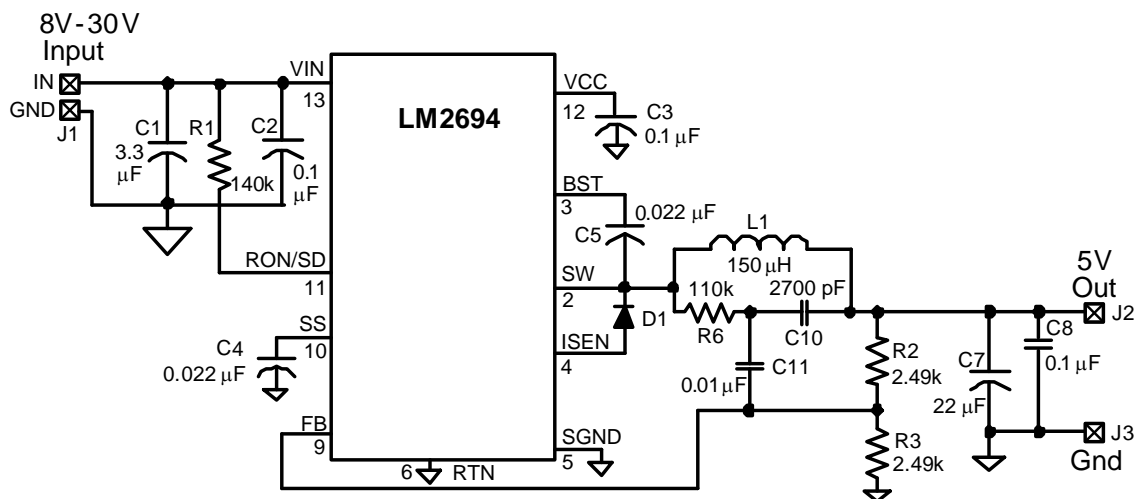 8V-30V
Input
IN
GND
J1
C1
3.3
µF
R1
140k
C2
0.1
µF
VIN
13
LM2694
VCC
12
C3
0.1 µF
BST
3
0.022 µF
C5
L1
150 µH
SW
2
D1
ISEN
4
110k
R6
2700 pF
C10
C11
0.01 µF
R2
2.49k
R3
2.49k
C7
22 µF
C8
0.1 µF
5V
Out
J2
J3
Gnd
RON/SD
11
SS
10
C4
0.022 µF
FB
9
6
RTN
SGND
5